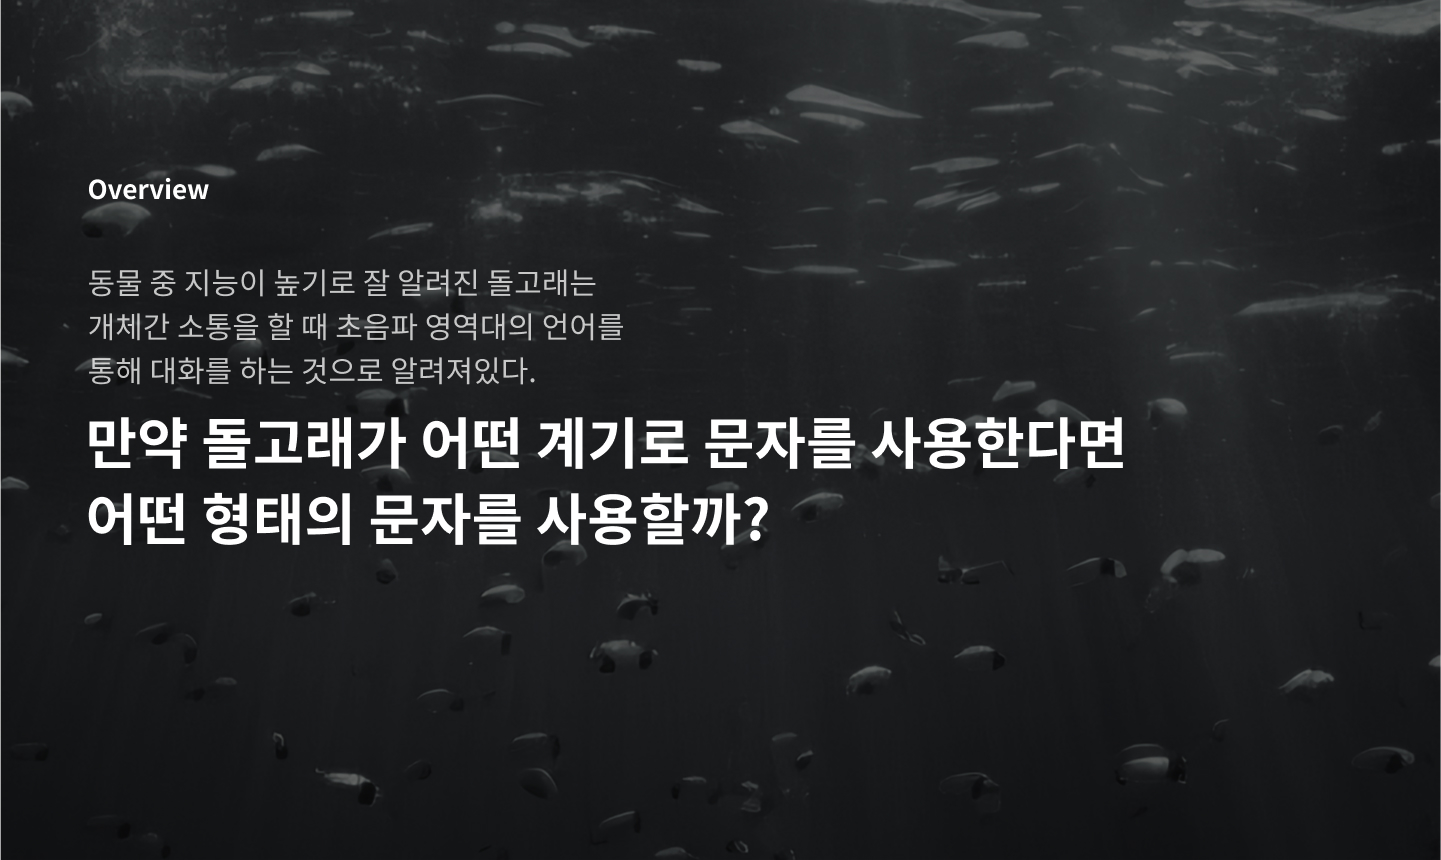 Overview
동물 중 지능이 높기로 잘 알려진 돌고래는
개체간 소통을 할 때 초음파 영역대의 언어를
통해 대화를 하는 것으로 알려져있다.
만약 돌고래가 어떤 계기로 문자를 사용한다면
어떤 형태의 문자를 사용할까?